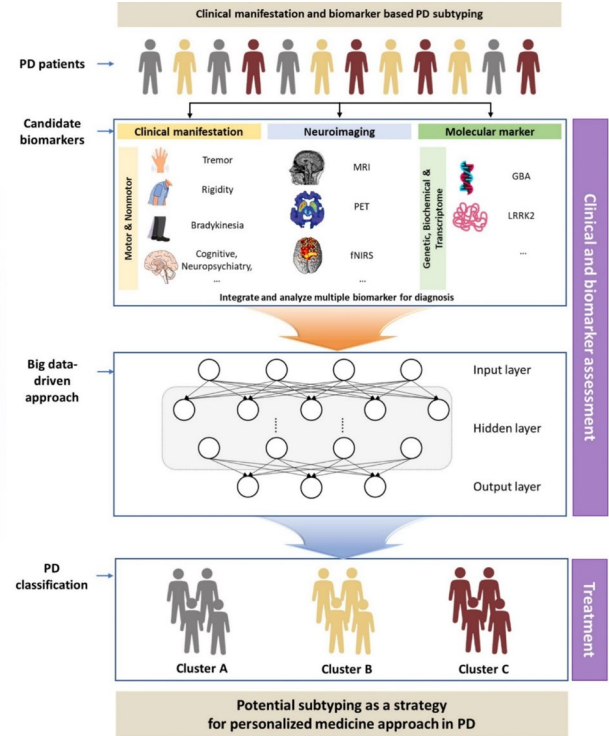 Clinical manifestation and biomarker based PD subtyping
PD patients
Candidate
biomarkers
Clinical manifestation
Neuroimaging
Molecular marker
Motor & Nonmotor
Tremor
Rigidity
Bradykinesia
Cognitive,
Neuropsychiatry,
...
MRI
PET
fNIRS
...
Genetic, Biochemical &
Transcriptome
GBA
LRRK2
...
Integrate and analyze multiple biomarker for diagnosis
Clinical and biomarker assessment
Big data-
driven
approach
Input layer
Hidden layer
Output layer
PD
classification
Cluster A
Cluster B
Cluster C
Treatment
Potential subtyping as a strategy
for personalized medicine approach in PD